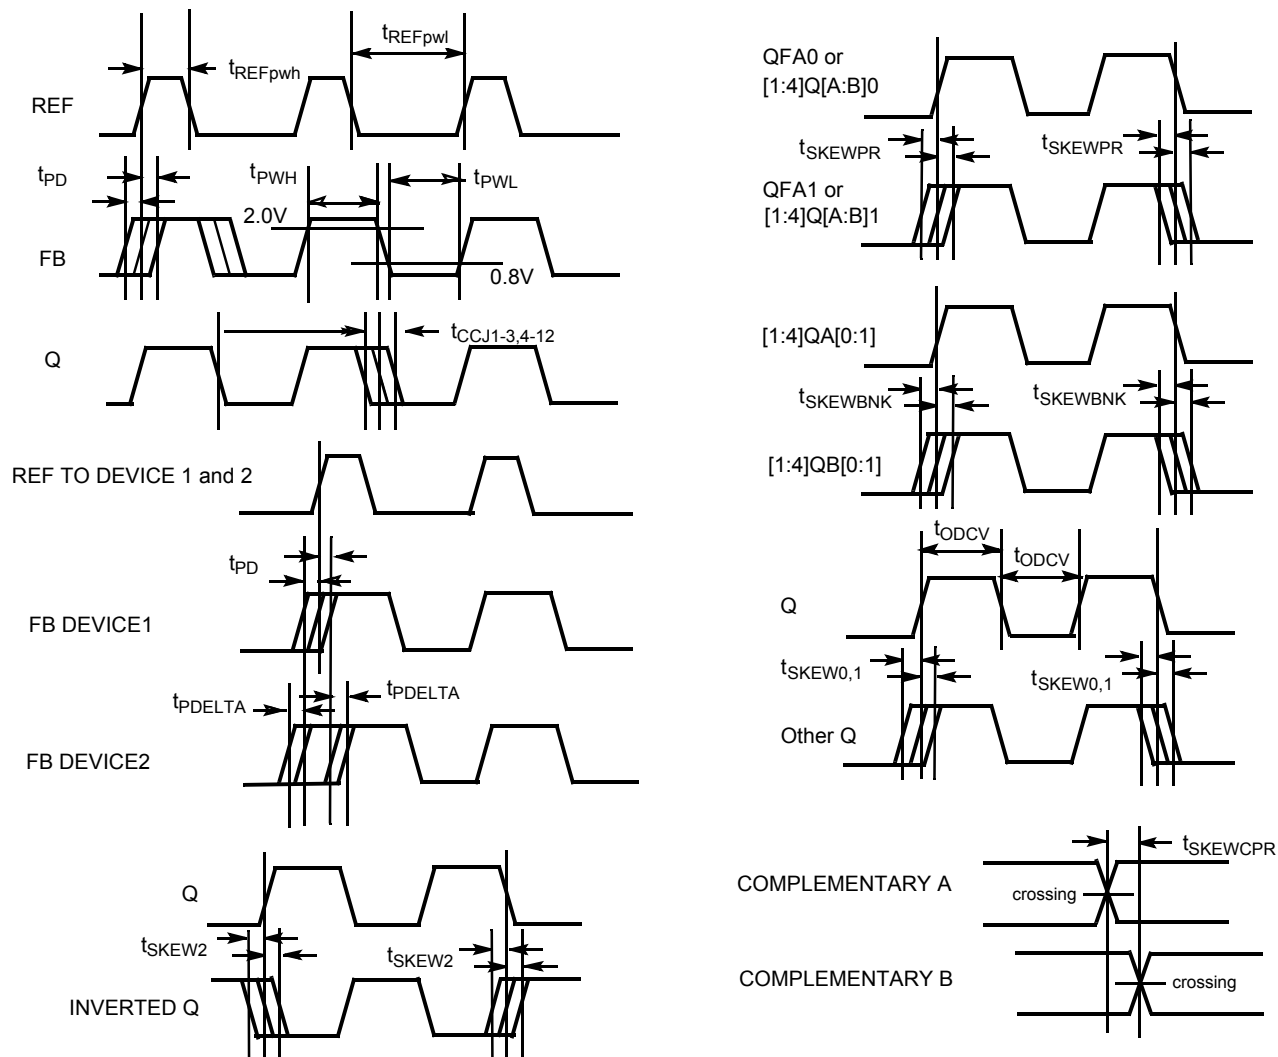 tREFpwl
tREFpwh
REF
tPD
tPWH
tPWL
2.0V
FB
0.8V
tCCJ1-3,4-12
Q
REF TO DEVICE 1 and 2
tPD
FB DEVICE1
tPDELTA
tPDELTA
FB DEVICE2
Q
tSKEW2
tSKEW2
INVERTED Q
QFA0 or
[1:4]Q[A:B]0
tSKEWPR
tSKEWPR
QFA1 or
[1:4]Q[A:B]1
[1:4]QA[0:1]
tSKEWBNK
tSKEWBNK
[1:4]QB[0:1]
tODCV
tODCV
Q
tSKEW0,1
tSKEW0,1
Other Q
tSKEWCPR
COMPLEMENTARY A
crossing
COMPLEMENTARY B
crossing